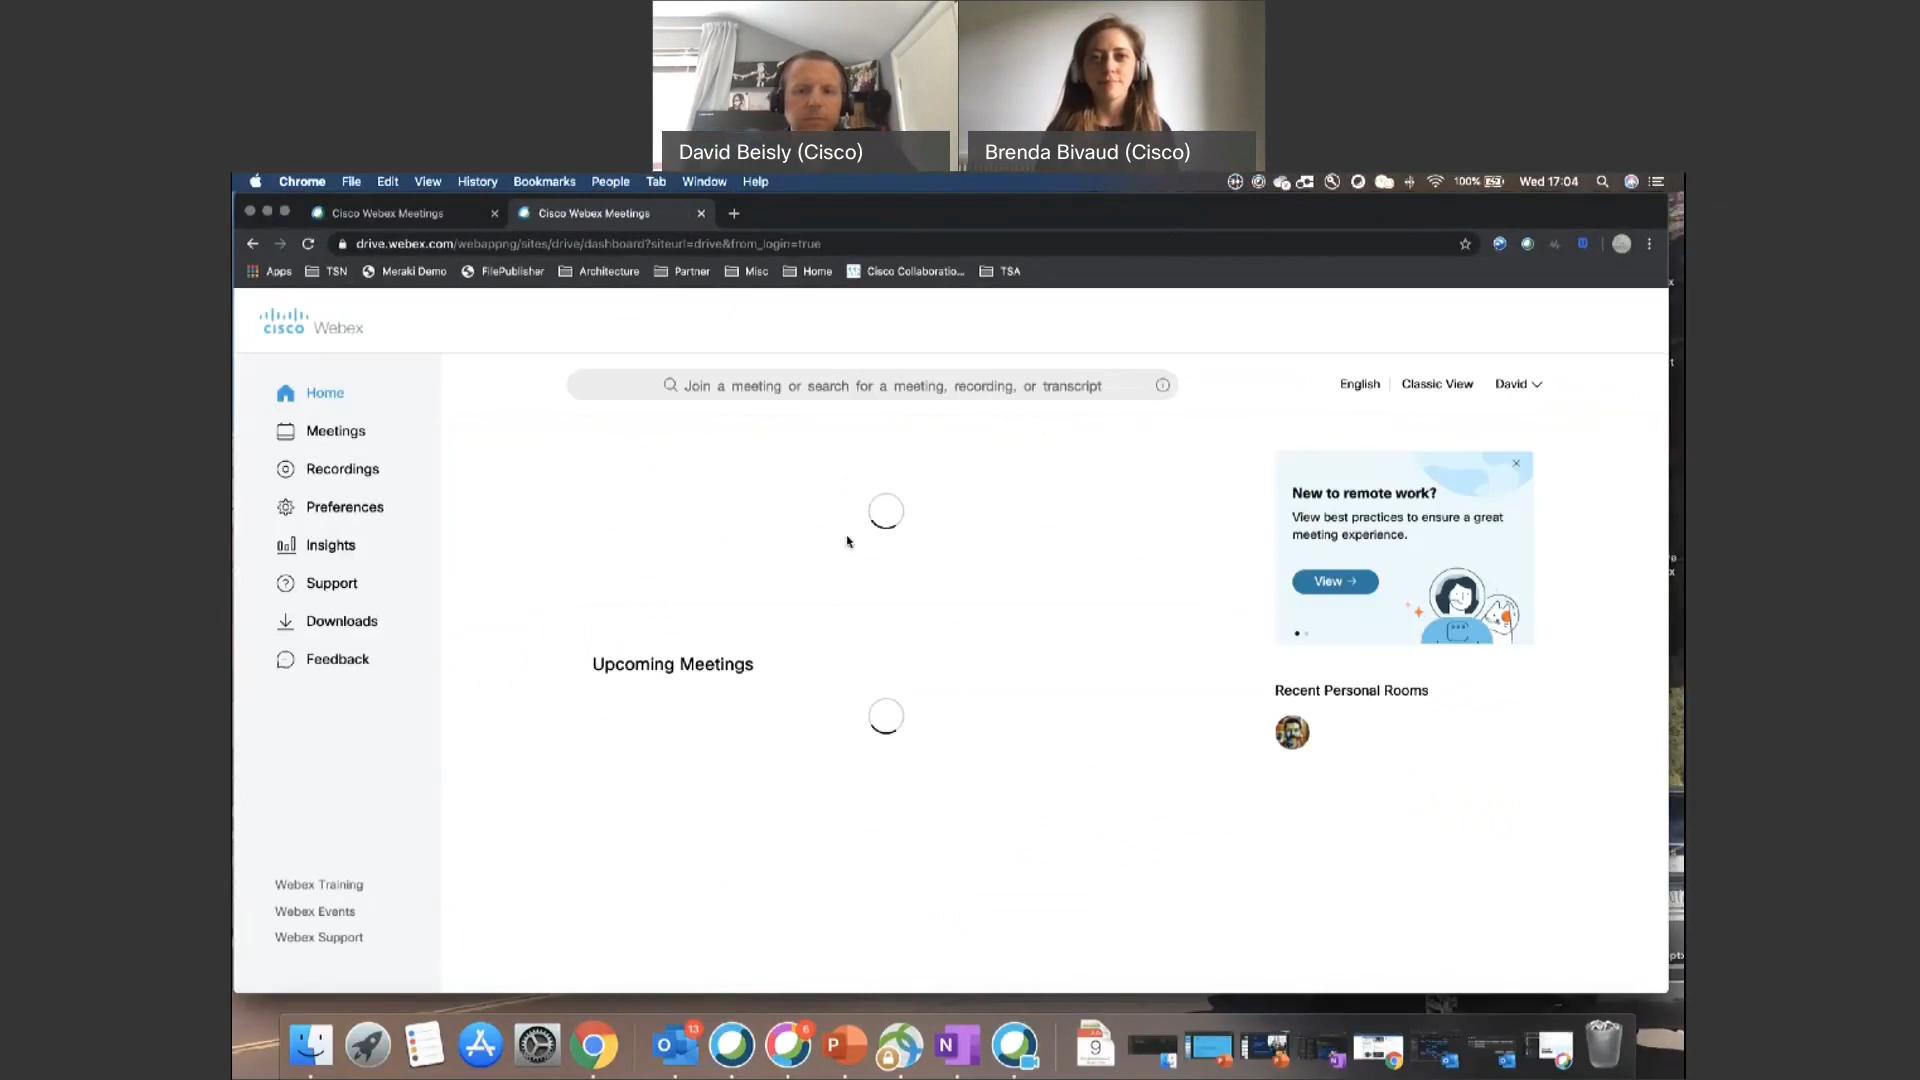 David Beisly (Cisco)
Brenda Bivaud (Cisco)
Chrome File Edit View History Bookmarks People Tab Window Help
100%
Wed 17:04
Cisco Webex Meetings
Cisco Webex Meetings
drive.webex.com/webappng/sites/drive/dashboard?siteurl=drive&from_login=true
Apps TSN Meraki Demo FilePublisher Architecture Partner Misc Home Cisco Collaboratio... TSA
CISCO Webex
Join a meeting or search for a meeting, recording, or transcript
English Classic View David
Home
Meetings
Recordings
Preferences
Insights
Support
Downloads
Feedback
New to remote work?
View best practices to ensure a great
meeting experience.
View →
Upcoming Meetings
Recent Personal Rooms
Webex Training
Webex Events
Webex Support
13
6
9